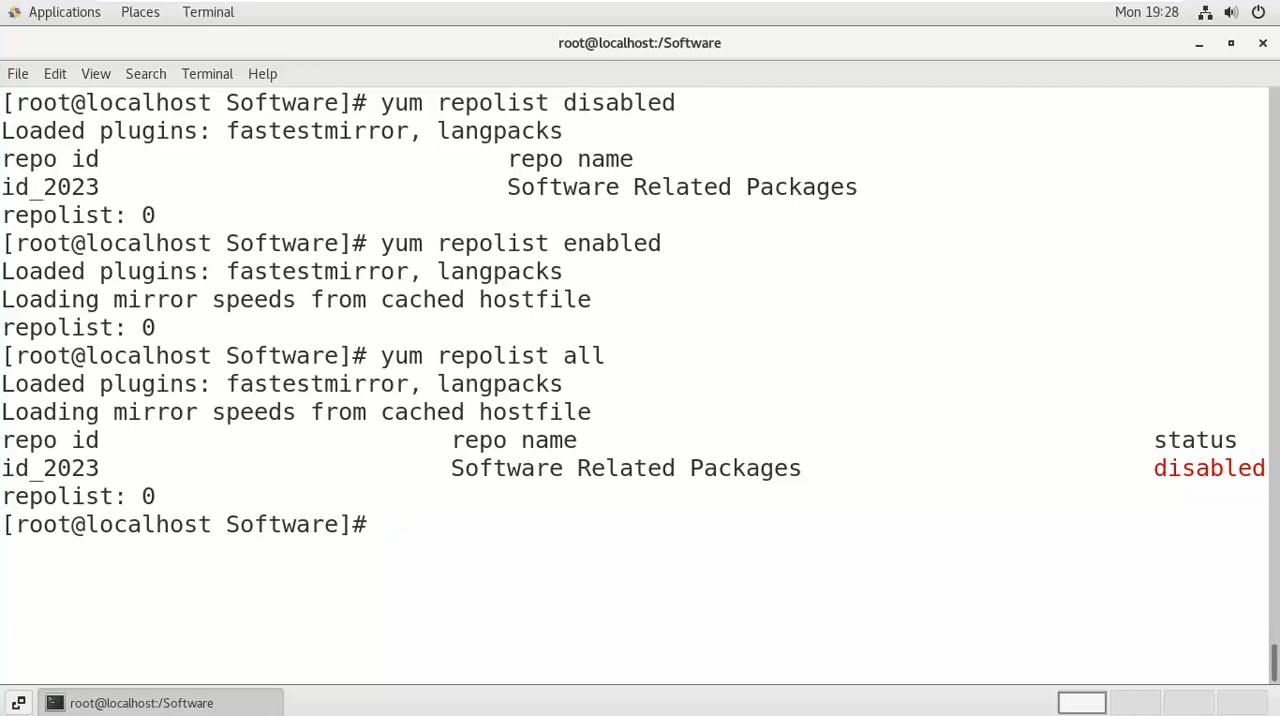 Applications Places Terminal Mon 19:28
root@localhost:/Software
File Edit View Search Terminal Help
[root@localhost Software]# yum repolist disabled
Loaded plugins: fastestmirror, langpacks
repo id repo name
id_2023 Software Related Packages
repolist: 0
[root@localhost Software]# yum repolist enabled
Loaded plugins: fastestmirror, langpacks
Loading mirror speeds from cached hostfile
repolist: 0
[root@localhost Software]# yum repolist all
Loaded plugins: fastestmirror, langpacks
Loading mirror speeds from cached hostfile
repo id repo name status
id_2023 Software Related Packages disabled
repolist: 0
[root@localhost Software]#
root@localhost:/Software